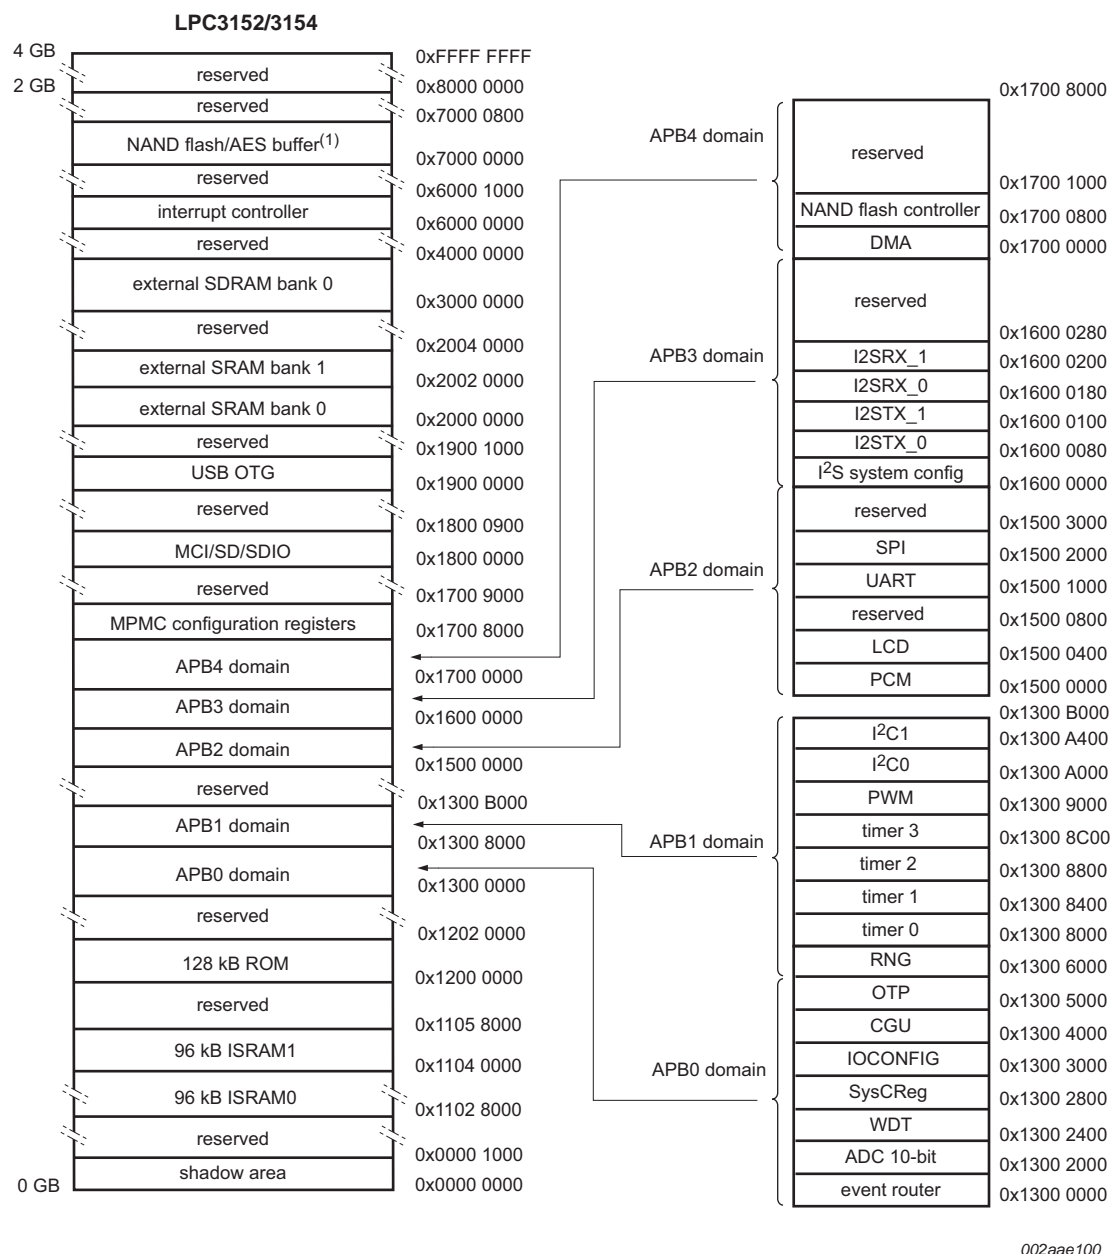 LPC3152/3154
4 GB
0xFFFF FFFF
reserved
2 GB
0x8000 0000
reserved
0x7000 0800
NAND flash/AES buffer(1)
0x7000 0000
reserved
0x6000 1000
interrupt controller
0x6000 0000
reserved
0x4000 0000
external SDRAM bank 0
0x3000 0000
reserved
0x2004 0000
external SRAM bank 1
0x2002 0000
external SRAM bank 0
0x2000 0000
reserved
0x1900 1000
USB OTG
0x1900 0000
reserved
0x1800 0900
MCI/SD/SDIO
0x1800 0000
reserved
0x1700 9000
MPMC configuration registers
0x1700 8000
APB4 domain
0x1700 0000
APB3 domain
0x1600 0000
APB2 domain
0x1500 0000
reserved
0x1300 B000
APB1 domain
0x1300 8000
APB0 domain
0x1300 0000
reserved
0x1202 0000
128 kB ROM
0x1200 0000
reserved
0x1105 8000
96 kB ISRAM1
0x1104 0000
96 kB ISRAM0
0x1102 8000
reserved
0x0000 1000
shadow area
0 GB
0x0000 0000
0x1700 8000
APB4 domain
reserved
0x1700 1000
NAND flash controller
0x1700 0800
DMA
0x1700 0000
APB3 domain
reserved
0x1600 0280
I2SRX_1
0x1600 0200
I2SRX_0
0x1600 0180
I2STX_1
0x1600 0100
I2STX_0
0x1600 0080
I2S system config
0x1600 0000
APB2 domain
reserved
0x1500 3000
SPI
0x1500 2000
UART
0x1500 1000
reserved
0x1500 0800
LCD
0x1500 0400
PCM
0x1500 0000
0x1300 B000
APB1 domain
I2C1
0x1300 A400
I2C0
0x1300 A000
PWM
0x1300 9000
timer 3
0x1300 8C00
timer 2
0x1300 8800
timer 1
0x1300 8400
timer 0
0x1300 8000
RNG
0x1300 6000
APB0 domain
OTP
0x1300 5000
CGU
0x1300 4000
IOCONFIG
0x1300 3000
SysCReg
0x1300 2800
WDT
0x1300 2400
ADC 10-bit
0x1300 2000
event router
0x1300 0000
002aae100